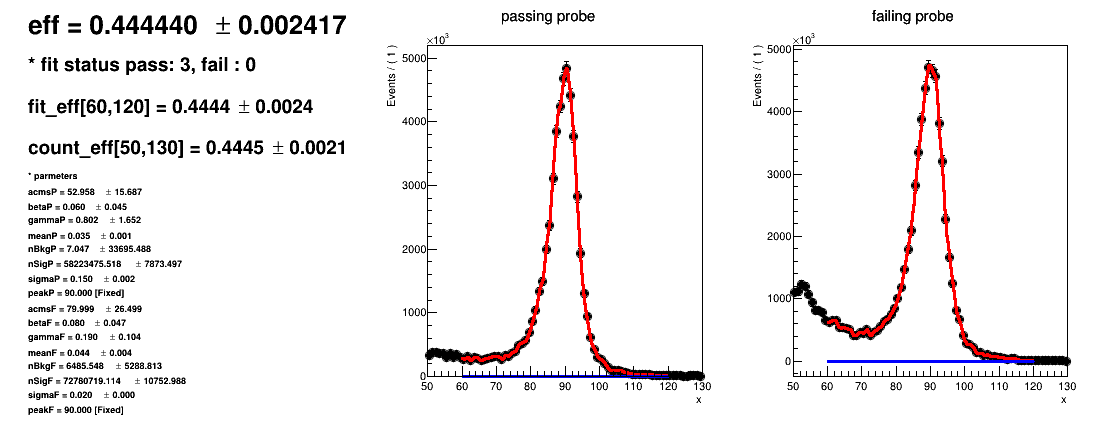 eff = 0.444440 ± 0.002417
* fit status pass: 3, fail : 0
fit_eff[60,120] = 0.4444 ± 0.0024
count_eff[50,130] = 0.4445 ± 0.0021
* parmeters
acmsP = 52.958 ± 15.687
betaP = 0.060 ± 0.045
gammaP = 0.802 ± 1.652
meanP = 0.035 ± 0.001
nBkgP = 7.047 ± 33695.488
nSigP = 58223475.518 ± 7873.497
sigmaP = 0.150 ± 0.002
peakP = 90.000 [Fixed]
acmsF = 79.999 ± 26.499
betaF = 0.080 ± 0.047
gammaF = 0.190 ± 0.104
meanF = 0.044 ± 0.004
nBkgF = 6485.548 ± 5288.813
nSigF = 72780719.114 ± 10752.988
sigmaF = 0.020 ± 0.000
peakF = 90.000 [Fixed]
passing probe
×10³
Events / ( 1 )
5000
4000
3000
2000
1000
0
50 60 70 80 90 100 110 120 130
x
failing probe
×10³
Events / ( 1 )
5000
4000
3000
2000
1000
0
50 60 70 80 90 100 110 120 130
x